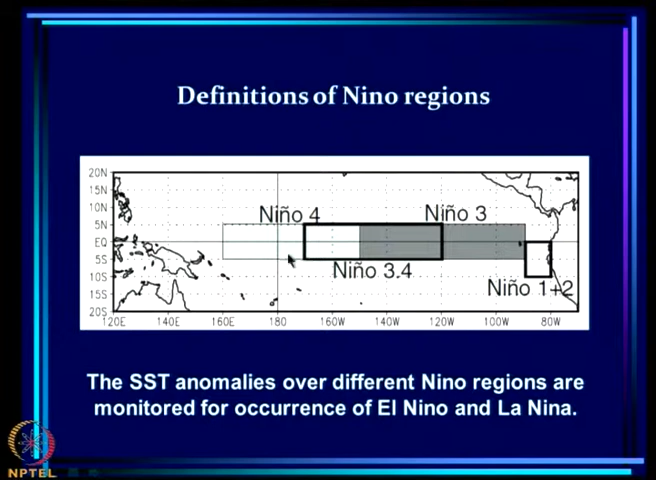 Definitions of Nino regions
20N
15N
10N
5N
EQ
5S
10S
15S
20S
Niño 4
Niño 3
Niño 3.4
Niño 1+2
120E 140E 160E 180 160W 140W 120W 100W 80W
The SST anomalies over different Nino regions are
monitored for occurrence of El Nino and La Nina.
NPTEL